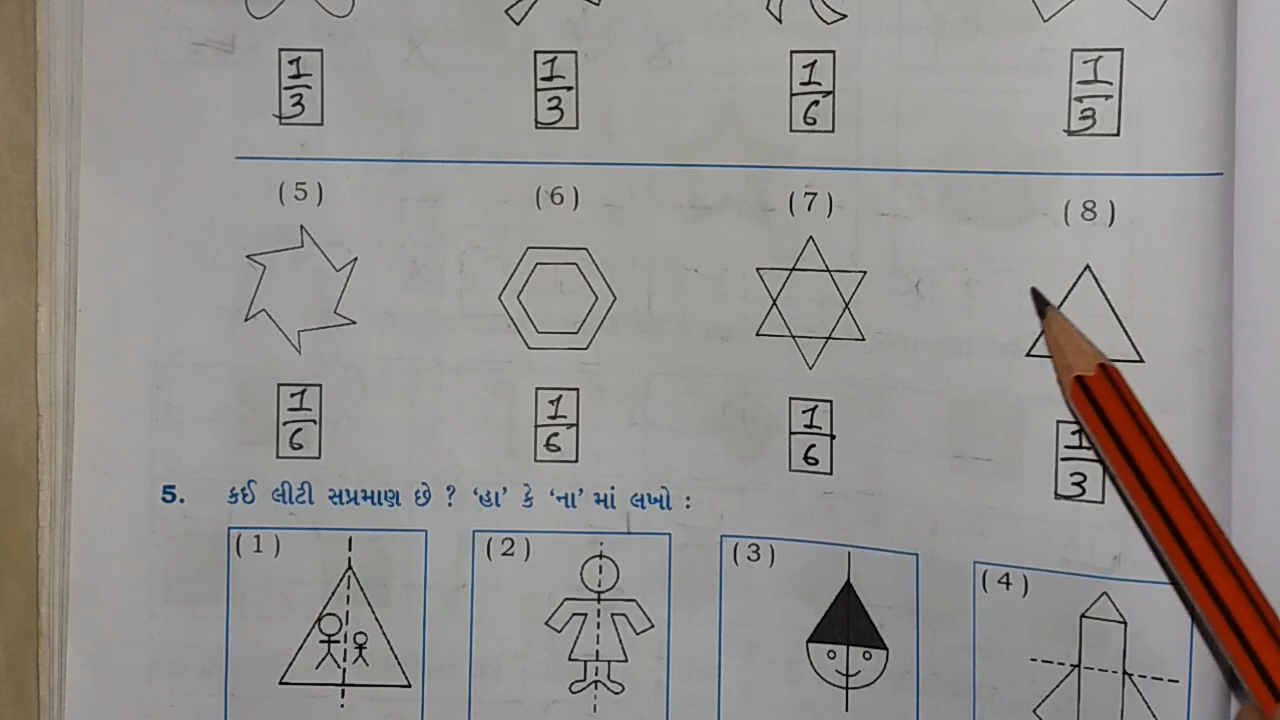 1/3 1/3 1/6 1/3
(5) (6) (7) (8)
1/6 1/6 1/6 1/3
5. કઈ લીટી સપ્રમાણ છે ? ‘હા’ કે ‘ના’ માં લખો :
(1) (2) (3) (4)